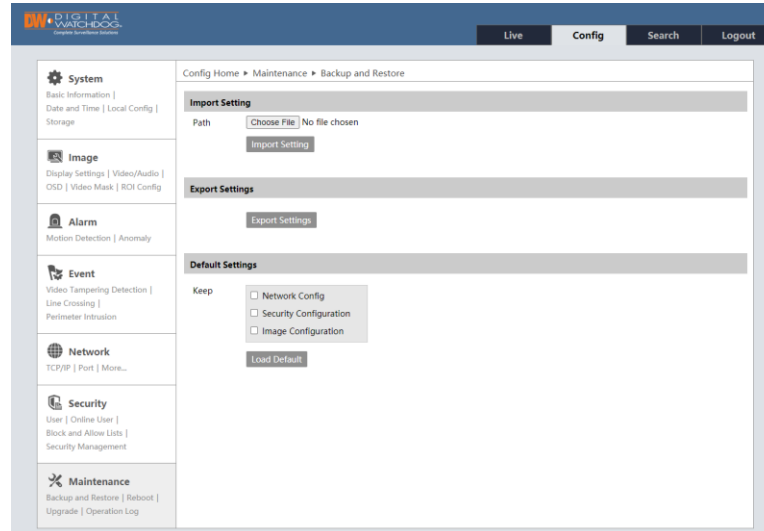 DW DIGITAL
WATCHDOG®
Complete Surveillance Solutions
Live Config Search Logout
System
Basic Information |
Date and Time | Local Config |
Storage
Image
Display Settings | Video/Audio |
OSD | Video Mask | ROI Config
Alarm
Motion Detection | Anomaly
Event
Video Tampering Detection |
Line Crossing |
Perimeter Intrusion
Network
TCP/IP | Port | More...
Security
User | Online User |
Block and Allow Lists |
Security Management
Maintenance
Backup and Restore | Reboot |
Upgrade | Operation Log
Config Home ▶ Maintenance ▶ Backup and Restore
Import Setting
Path Choose File No file chosen
Import Setting
Export Settings
Export Settings
Default Settings
Keep
Network Config
Security Configuration
Image Configuration
Load Default